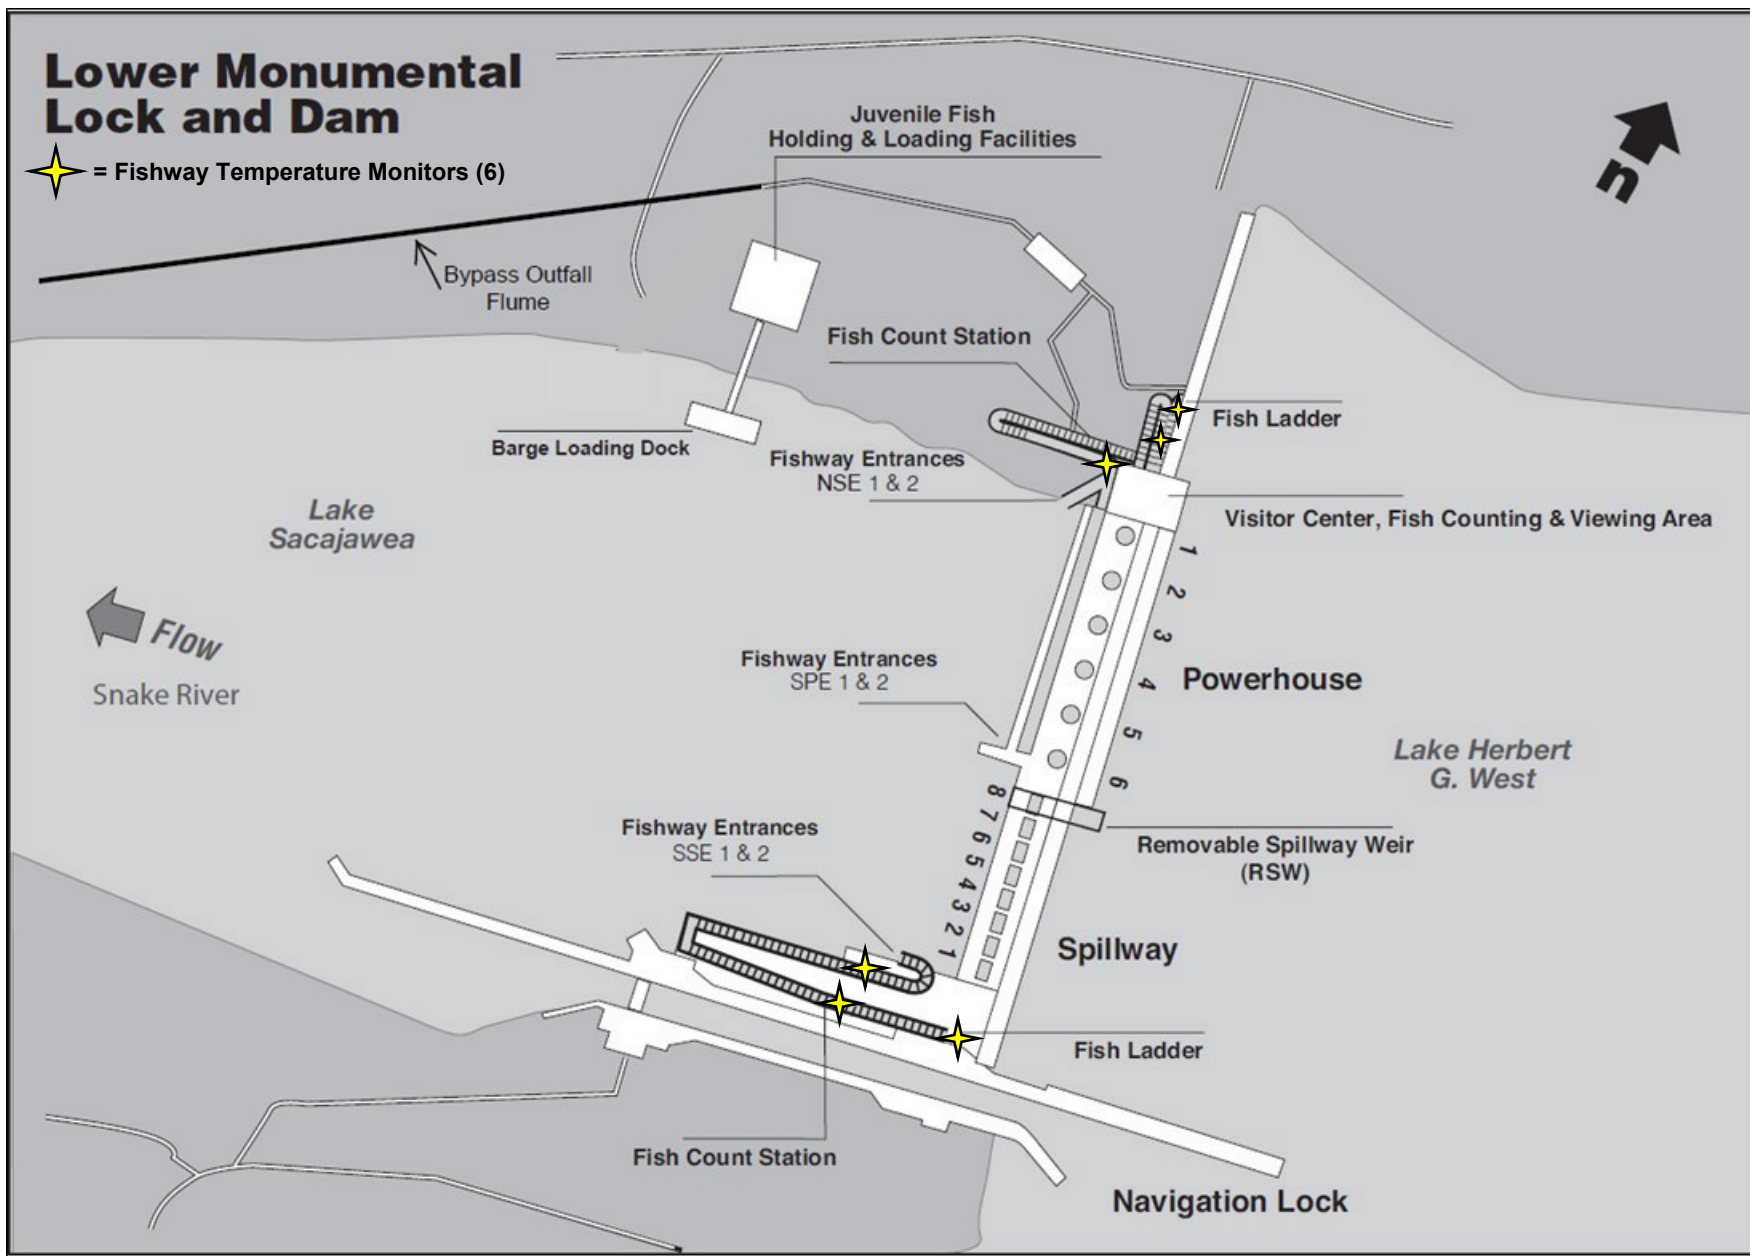 Lower Monumental
Lock and Dam
= Fishway Temperature Monitors (6)
Juvenile Fish
Holding & Loading Facilities
n
Bypass Outfall
Flume
Fish Count Station
Fish Ladder
Barge Loading Dock
Fishway Entrances
NSE 1 & 2
Visitor Center, Fish Counting & Viewing Area
Lake
Sacajawea
1
2
3
4
5
6
Flow
Snake River
Fishway Entrances
SPE 1 & 2
Powerhouse
Lake Herbert
G. West
8
7
6
5
4
3
2
1
Fishway Entrances
SSE 1 & 2
Removable Spillway Weir
(RSW)
Spillway
Fish Ladder
Fish Count Station
Navigation Lock